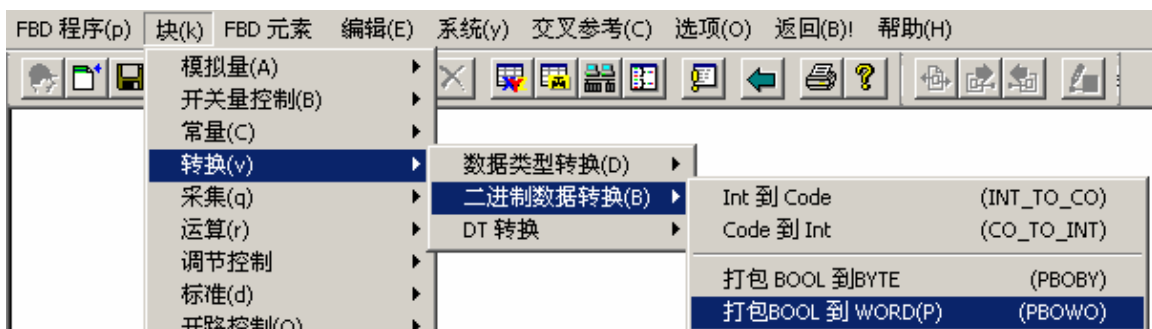 FBD 程序(p) 块(k) FBD 元素 编辑(E) 系统(y) 交叉参考(C) 选项(O) 返回(B)! 帮助(H)
模拟量(A)
开关量控制(B)
常量(C)
转换(v)
数据类型转换(D)
采集(q)
二进制数据转换(B)
Int 到 Code (INT_TO_CO)
运算(r)
DT 转换
Code 到 Int (CO_TO_INT)
调节控制
打包 BOOL 到BYTE (PBOBY)
标准(d)
打包BOOL 到 WORD(P) (PBOWO)
开路控制(O)